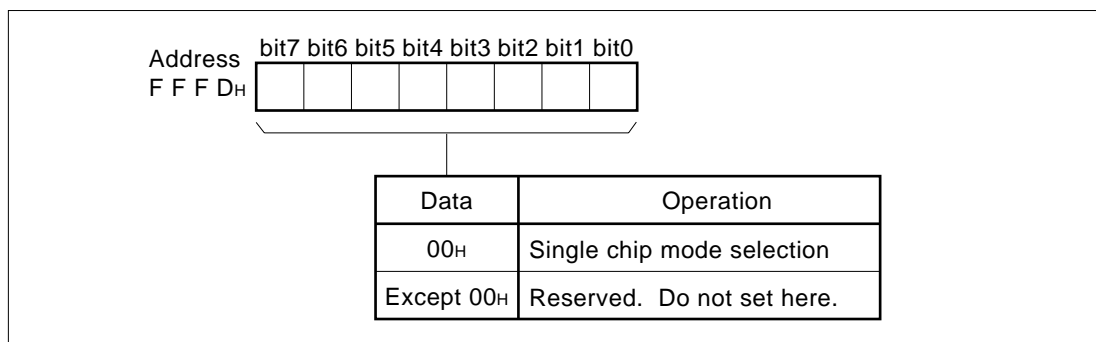 Address
bit7 bit6 bit5 bit4 bit3 bit2 bit1 bit0
F F F DH
Data Operation
00H Single chip mode selection
Except 00H Reserved. Do not set here.